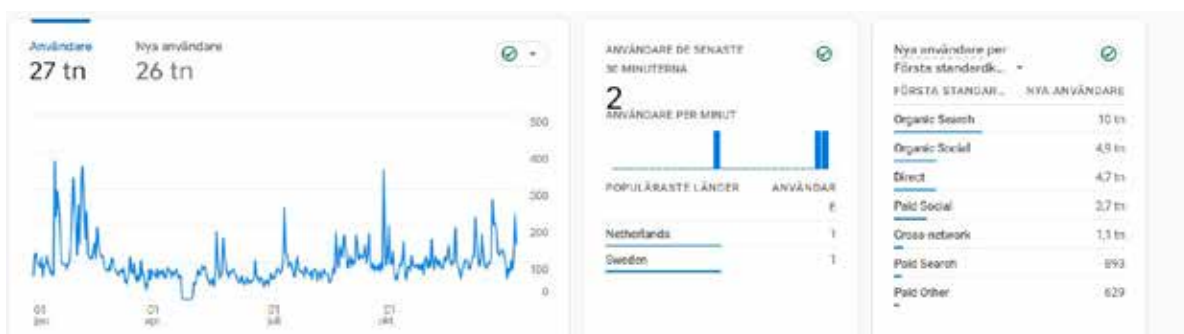 Användare
Nya användare
27 tn
26 tn
500
400
300
200
100
0
01
jan.
01
apr.
01
juli
01
okt.
ANVÄNDARE DE SENASTE
30 MINUTERNA
2
ANVÄNDARE PER MINUT
POPULÄRASTE LÄNDER
ANVÄNDAR
E
Netherlands
1
Sweden
1
Nya användare per
Första standardk...
FÖRSTA STANDAR...
NYA ANVÄNDARE
Organic Search
10 tn
Organic Social
4,9 tn
Direct
4,7 tn
Paid Social
3,7 tn
Cross-network
1,1 tn
Paid Search
893
Paid Other
629